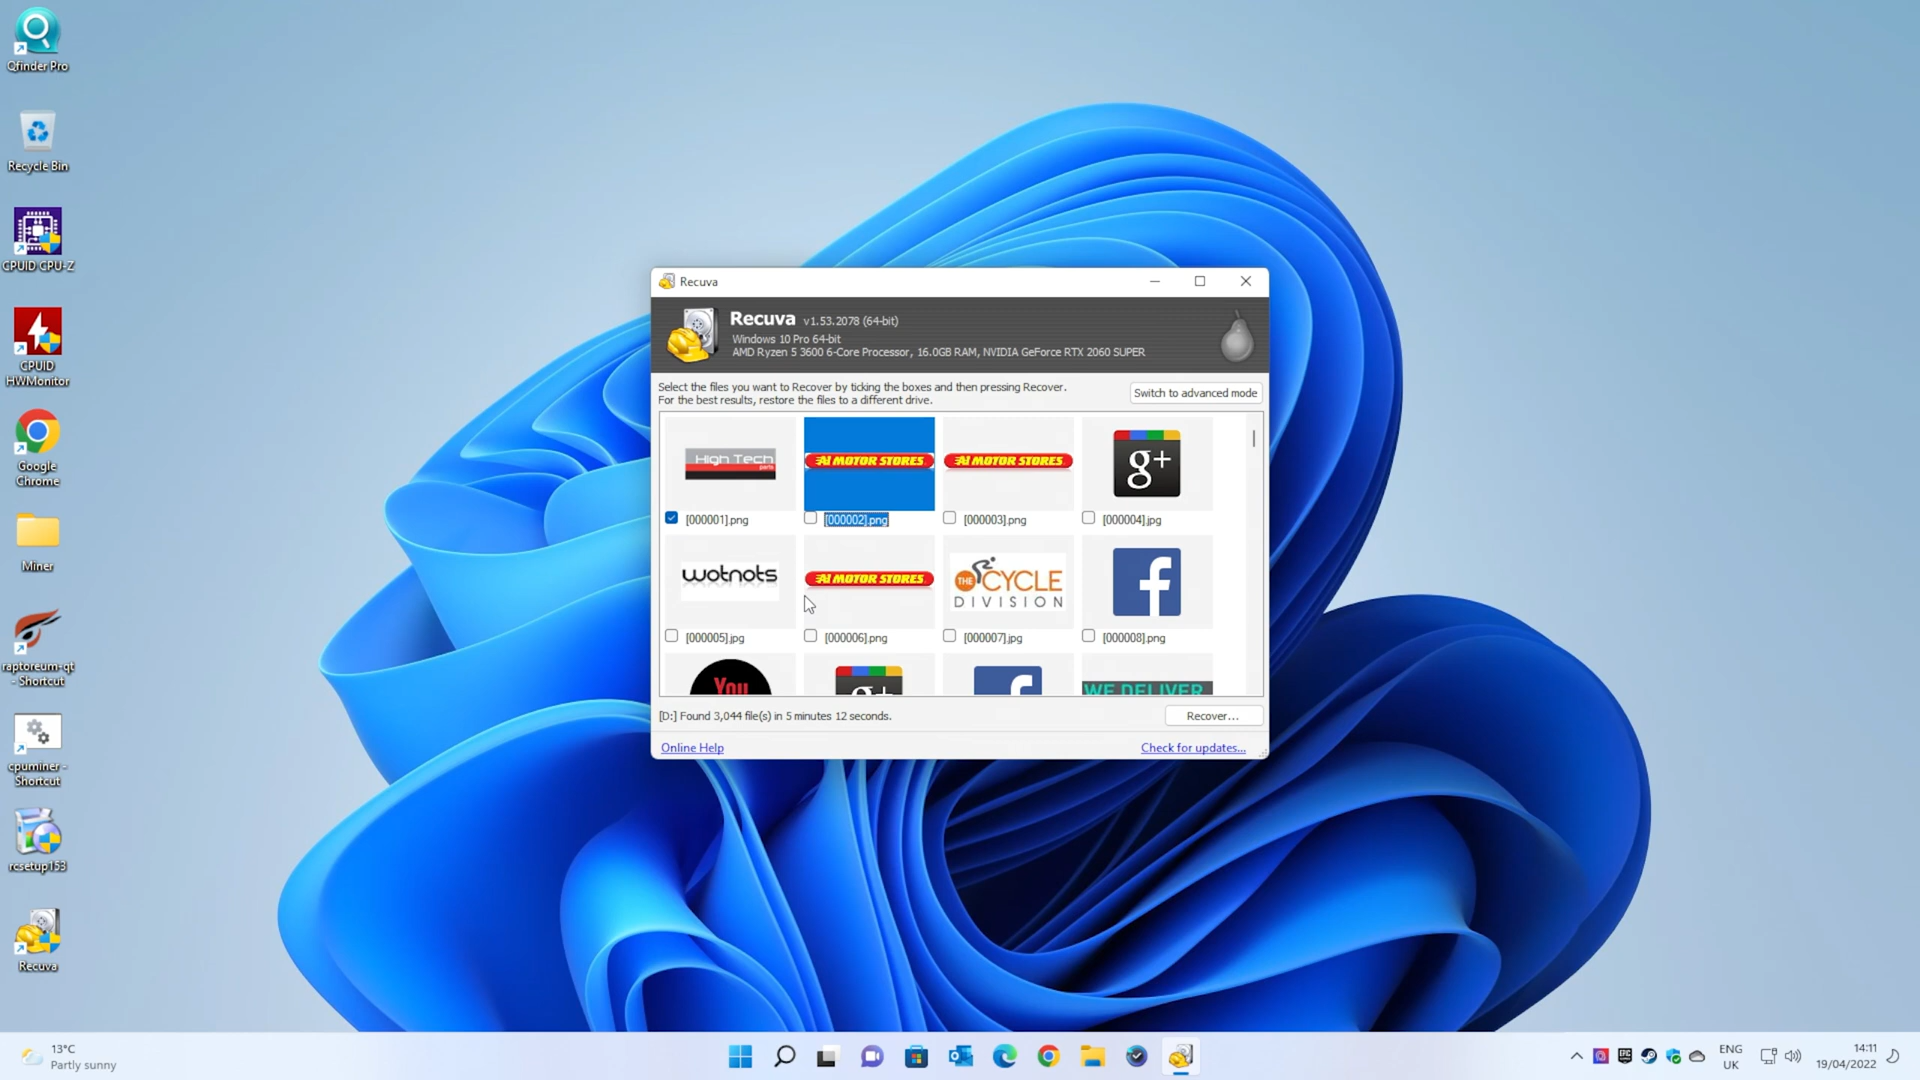 Qfinder Pro
Recycle Bin
CPUID CPU-Z
CPUID
HWMonitor
Google
Chrome
Miner
raptoreum-qt
- Shortcut
cpuminer -
Shortcut
rcsetup153
Recuva
Recuva
Recuva v1.53.2078 (64-bit)
Windows 10 Pro 64-bit
AMD Ryzen 5 3600 6-Core Processor, 16.0GB RAM, NVIDIA GeForce RTX 2060 SUPER
Select the files you want to Recover by ticking the boxes and then pressing Recover.
For the best results, restore the files to a different drive.
Switch to advanced mode
High Tech
parts
A1 MOTOR STORES
A1 MOTOR STORES
g+
[000001].png
[000002].png
[000003].png
[000004].jpg
wotnots
A1 MOTOR STORES
THE CYCLE
DIVISION
f
[000005].jpg
[000006].png
[000007].jpg
[000008].png
You
g+
f
WE DELIVER
[D:] Found 3,044 file(s) in 5 minutes 12 seconds.
Recover...
Online Help
Check for updates...
13°C
Partly sunny
EPIC
ENG
UK
14:11
19/04/2022